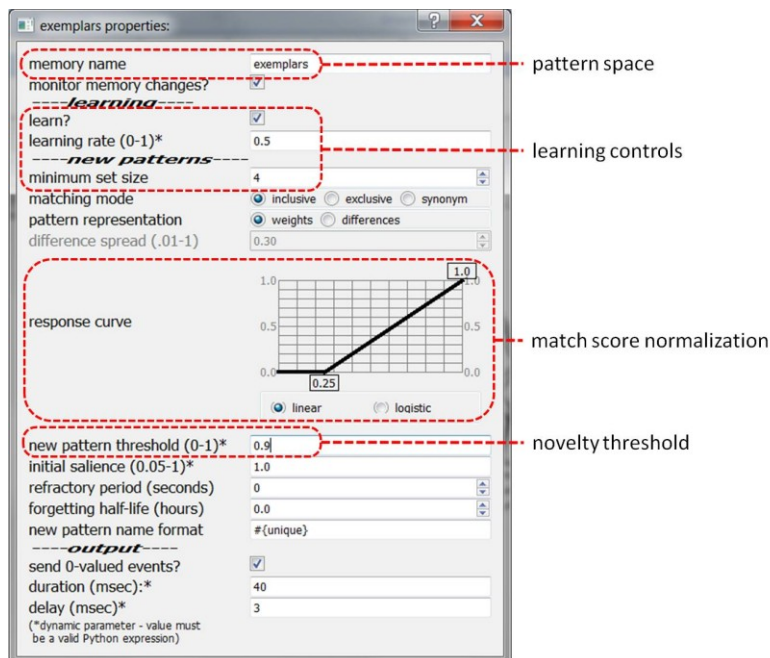 exemplars properties:
memory name exemplars pattern space
monitor memory changes?
----learning----
learn?
learning rate (0-1)* 0.5 learning controls
----new patterns----
minimum set size 4
matching mode inclusive exclusive synonym
pattern representation weights differences
difference spread (.01-1) 0.30
1.0 1.0 1.0
response curve 0.5 0.5 match score normalization
0.0 0.25 0.0
linear logistic
new pattern threshold (0-1)* 0.9 novelty threshold
initial salience (0.05-1)* 1.0
refractory period (seconds) 0
forgetting half-life (hours) 0.0
new pattern name format #{unique}
----output----
send 0-valued events?
duration (msec):* 40
delay (msec)* 3
(*dynamic parameter - value must
be a valid Python expression)